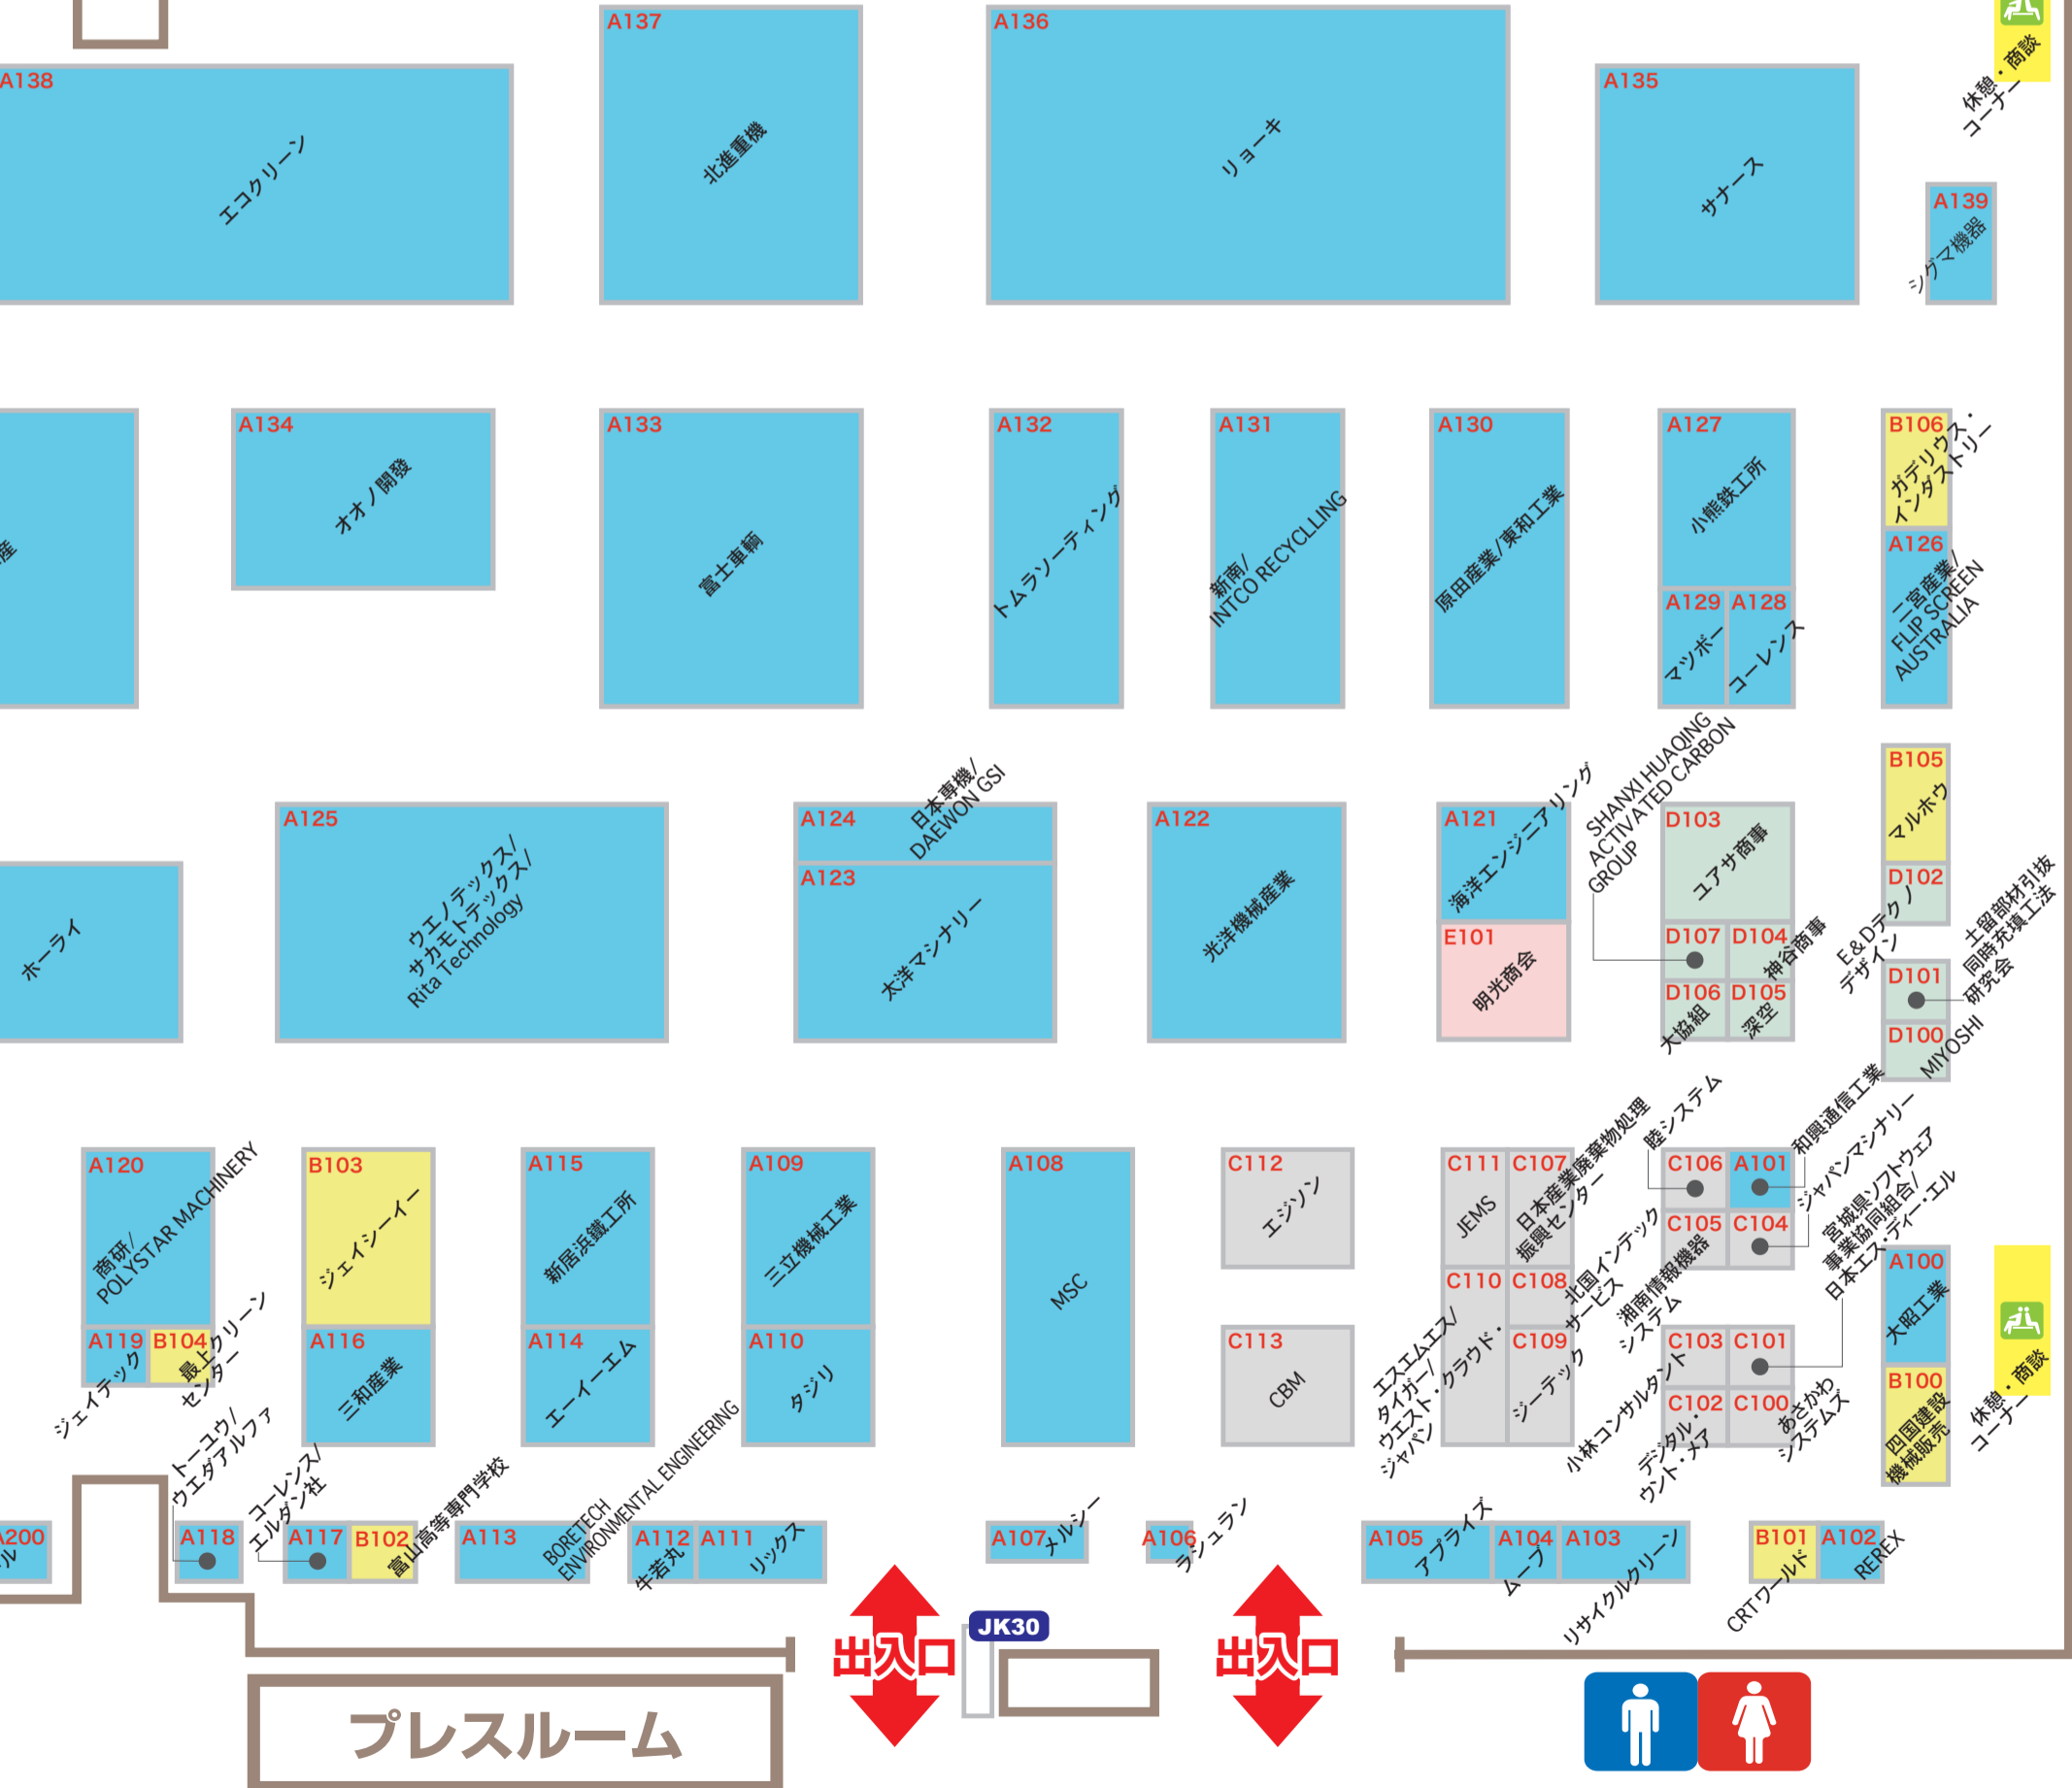 A137
北進重機
A136
リョーキ
休憩・商談
コーナー
A138
エコクリーン
A135
サナース
A139
シグマ機器
産
A134
オオノ開發
A133
富士車輌
A132
トムラソーティング
A131
新南/
INTCO RECYCLLING
A130
原田産業/東和工業
A127
小熊鉄工所
A129
マツボー
A128
コーレンス
B106
ガデリウス・
インダストリー
A126
二宮産業/
FLIP SCREEN
AUSTRALIA
ホーライ
A125
ウエノテックス/
サカモトテックス/
Rita Technology
A124
日本専機/
DAEWON GSI
A123
太洋マシナリー
A122
光洋機械産業
A121
海洋エンジニアリング
E101
明光商会
SHANXI HUAQING
ACTIVATED CARBON
GROUP
D103
ユアサ商事
D107
D104
神谷商事
D106
大協組
D105
深空
B105
マルホウ
D102
E&Dテクノ
デザイン
D101
土留部材引抜
同時充填工法
研究会
D100
MIYOSHI
A120
商研/
POLYSTAR MACHINERY
A119
ジェイテック
B104
最上クリーン
センター
B103
ジェイシーイー
A116
三和産業
A115
新居浜鐵工所
A114
エーイーエム
A109
三立機械工業
A110
タジリ
A108
MSC
C112
エジソン
C113
CBM
C111
JEMS
C107
日本産業廃棄物処理
振興センター
C110
エスエムエス/
タイガー/
ウエスト・クラウド・
ジャパン
C108
北国インテック
サービス
C109
ジーテック
C106
睦システム
A101
和興通信工業
C105
湘南情報機器
システム
C104
ジャパンマシナリー
C103
小林コンサルタント
C101
宮城県ソフトウェア
事業協同組合/
日本エス・ディー・エル
C102
デジタル・
ウント・メア
C100
あさかわ
システムズ
A100
大昭工業
B100
四国建設
機械販売
休憩・商談
コーナー
A200
ル
A118
トーユウ/
ウエダアルファ
A117
コーレンス/
エルダン社
B102
富山高等専門学校
A113
BORETECH
ENVIRONMENTAL ENGINEERING
A112
牛若丸
A111
リックス
A107
メルシー
A106
ラシュラン
A105
アプライズ
A104
ムーブ
A103
リサイクルクリーン
B101
CRTワールド
A102
REREX
出入口
JK30
出入口
プレスルーム